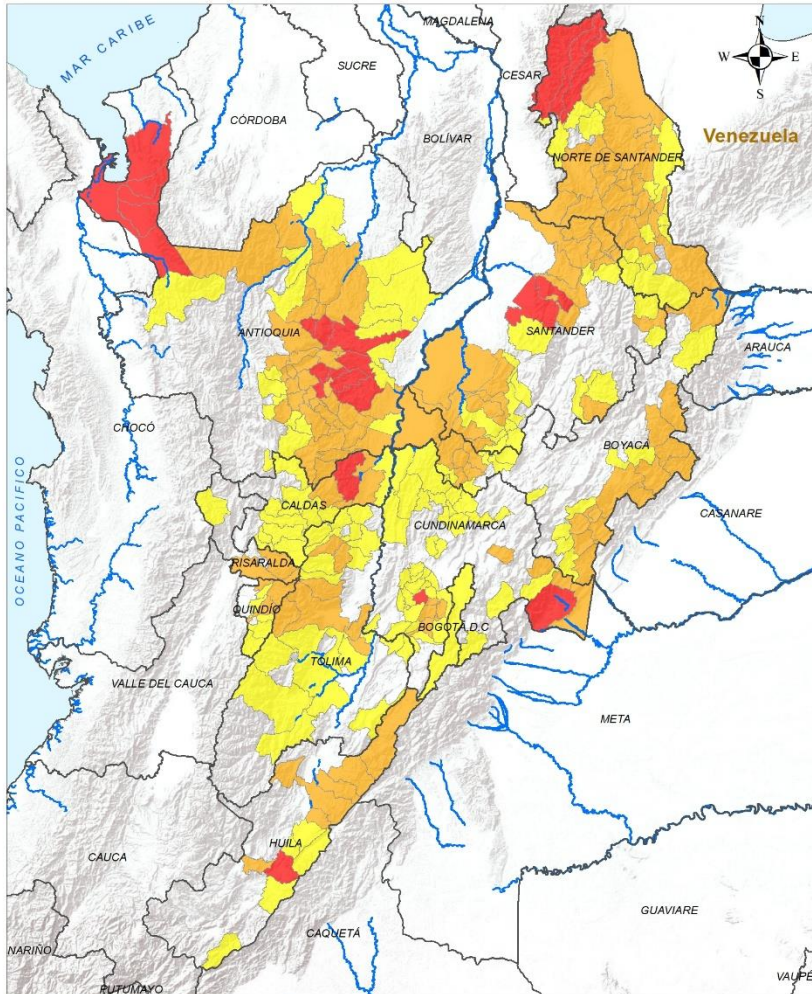 MAR CARIBE
MAGDALENA
N
W E
S
SUCRE
CESAR
CÓRDOBA
BOLÍVAR
Venezuela
NORTE DE SANTANDER
ANTIOQUIA
SANTANDER
ARAUCA
CHOCÓ
BOYACÁ
OCEANO PACIFICO
CALDAS
CUNDINAMARCA
CASANARE
RISARALDA
QUINDÍO
BOGOTÁ D.C
TOLIMA
VALLE DEL CAUCA
META
HUILA
CAUCA
GUAVIARE
CAQUETÁ
NARIÑO
PUTUMAYO
VAUPÉ